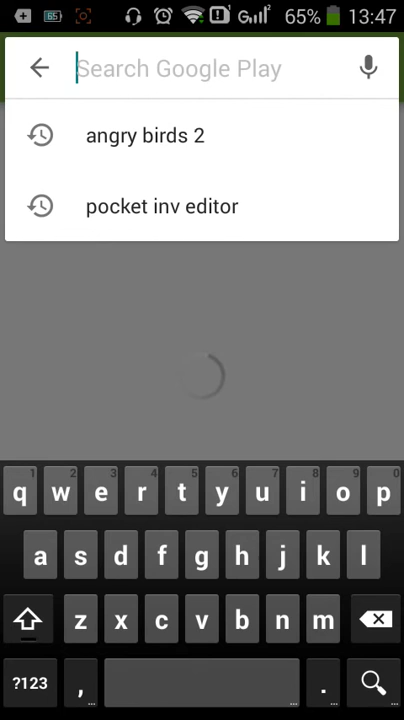 65 65% 13:47
Search Google Play
angry birds 2
pocket inv editor
1 2 3 4 5 6 7 8 9 0
q w e r t y u i o p
a s d f g h j k l
z x c v b n m
?123 , ... ... . ...